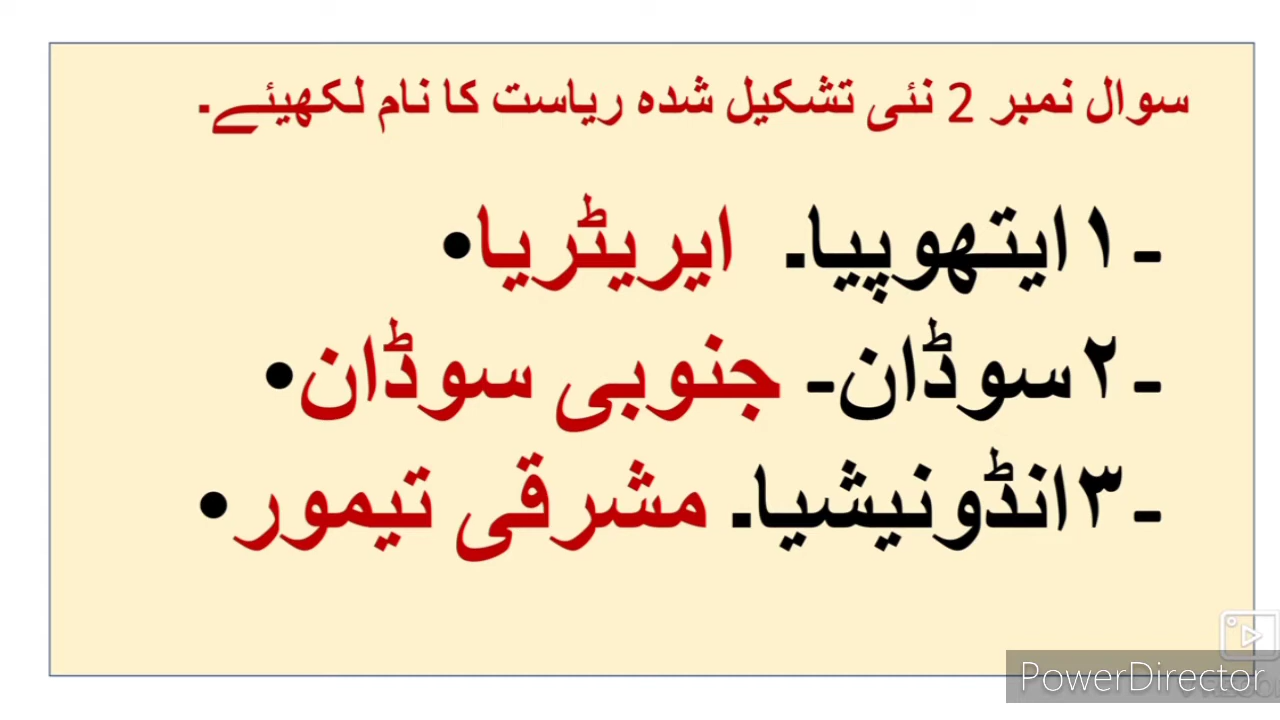 سوال نمبر 2 نئی تشکیل شدہ ریاست کا نام لکھیئے۔
۱- ایتھوپیا۔ ایریٹریا•
۲- سوڈان- جنوبی سوڈان•
۳- انڈونیشیا۔ مشرقی تیمور•
PowerDirector